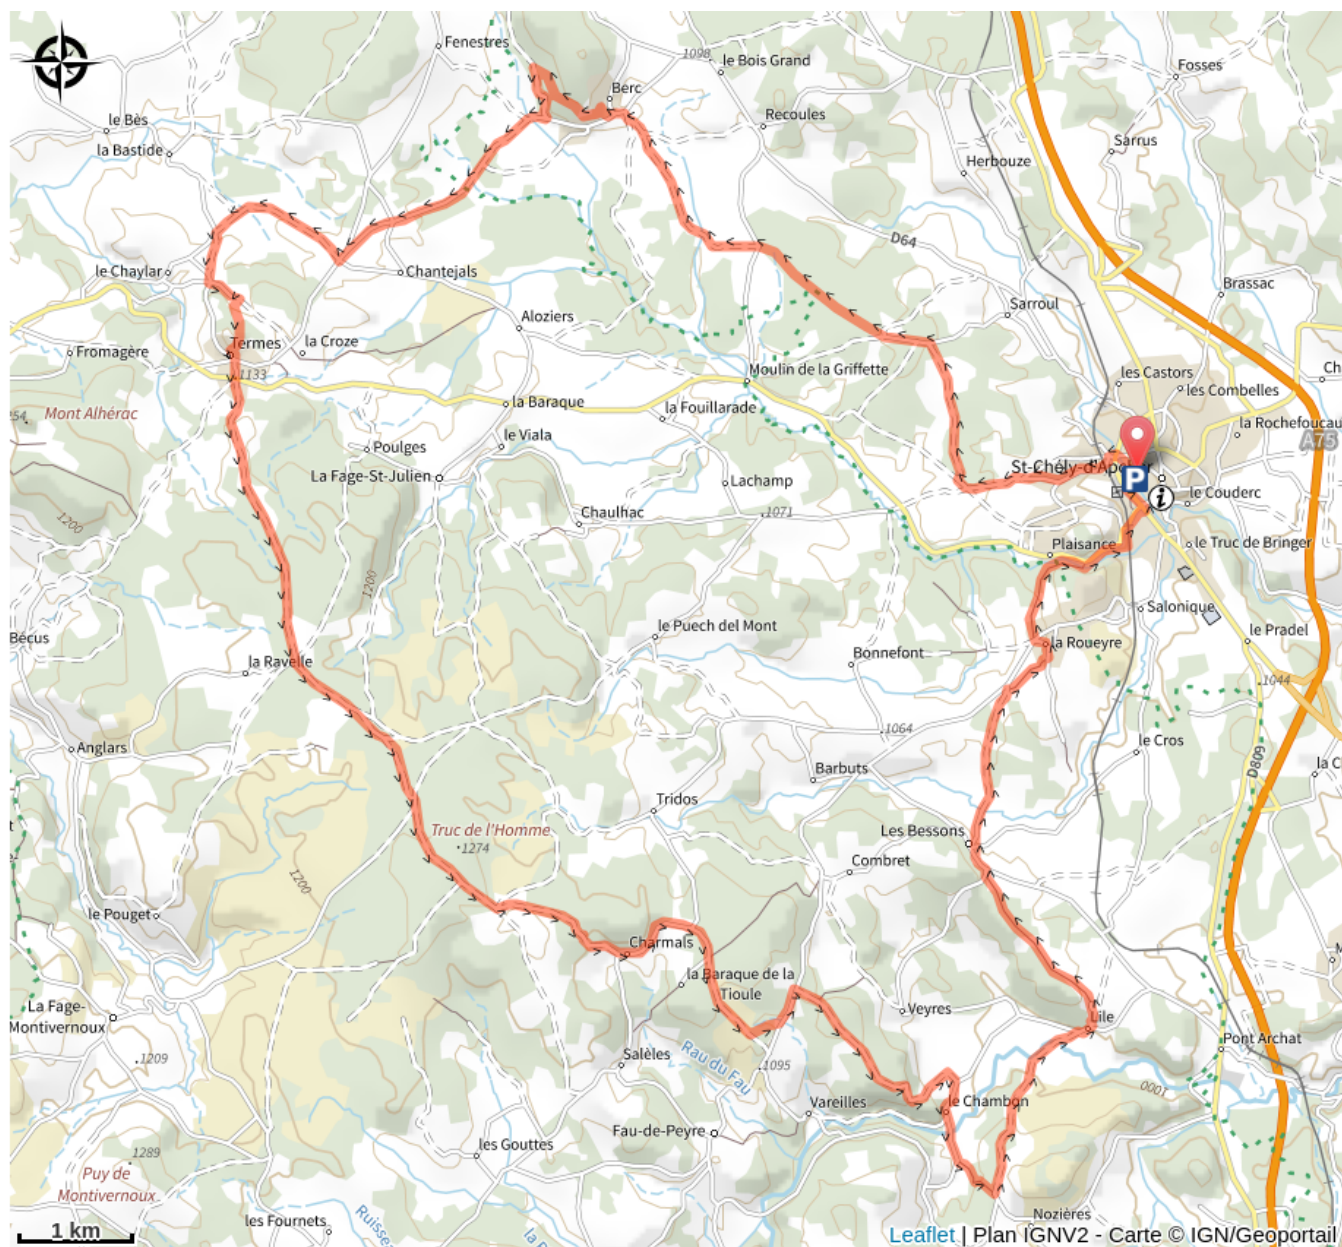 Fenestres
1098
le Bois Grand
Fosses
Berc
le Bès
Recoules
Sarrus
la Bastide
Herbouze
D64
le Chaylar
Chantejals
Brassac
Sarroul
Aloziers
Termes
la Croze
Fromagère
Moulin de la Griffette
les Castors
1133
les Combelles
Mont Alhérac
la Baraque
la Fouillarade
la Rochefoucau
A75
le Viala
Poulges
St-Chély-d'Apcher
La Fage-St-Julien
Lachamp
P
i
le Couderc
1200
Chaulhac
1071
Plaisance
le Truc de Bringer
1200
Salonique
Bécus
le Puech del Mont
le Pradel
la Roueyre
la Ravelle
Bonnefont
1044
1064
Anglars
le Cros
D809
Barbuts
Tridos
Truc de l'Homme
1274
Les Bessons
Combret
1200
le Pouget
Charmals
la Baraque de la
Tioule
La Fage-
Montivernoux
Veyres
Lile
Pont Archat
1209
Salèles
Rau du Fau
1095
1000
Vareilles
le Chambon
Fau-de-Peyre
les Gouttes
1289
Puy de
Montivernoux
les Fournets
Nozières
1 km
Leaflet | Plan IGNV2 - Carte © IGN/Geoportail